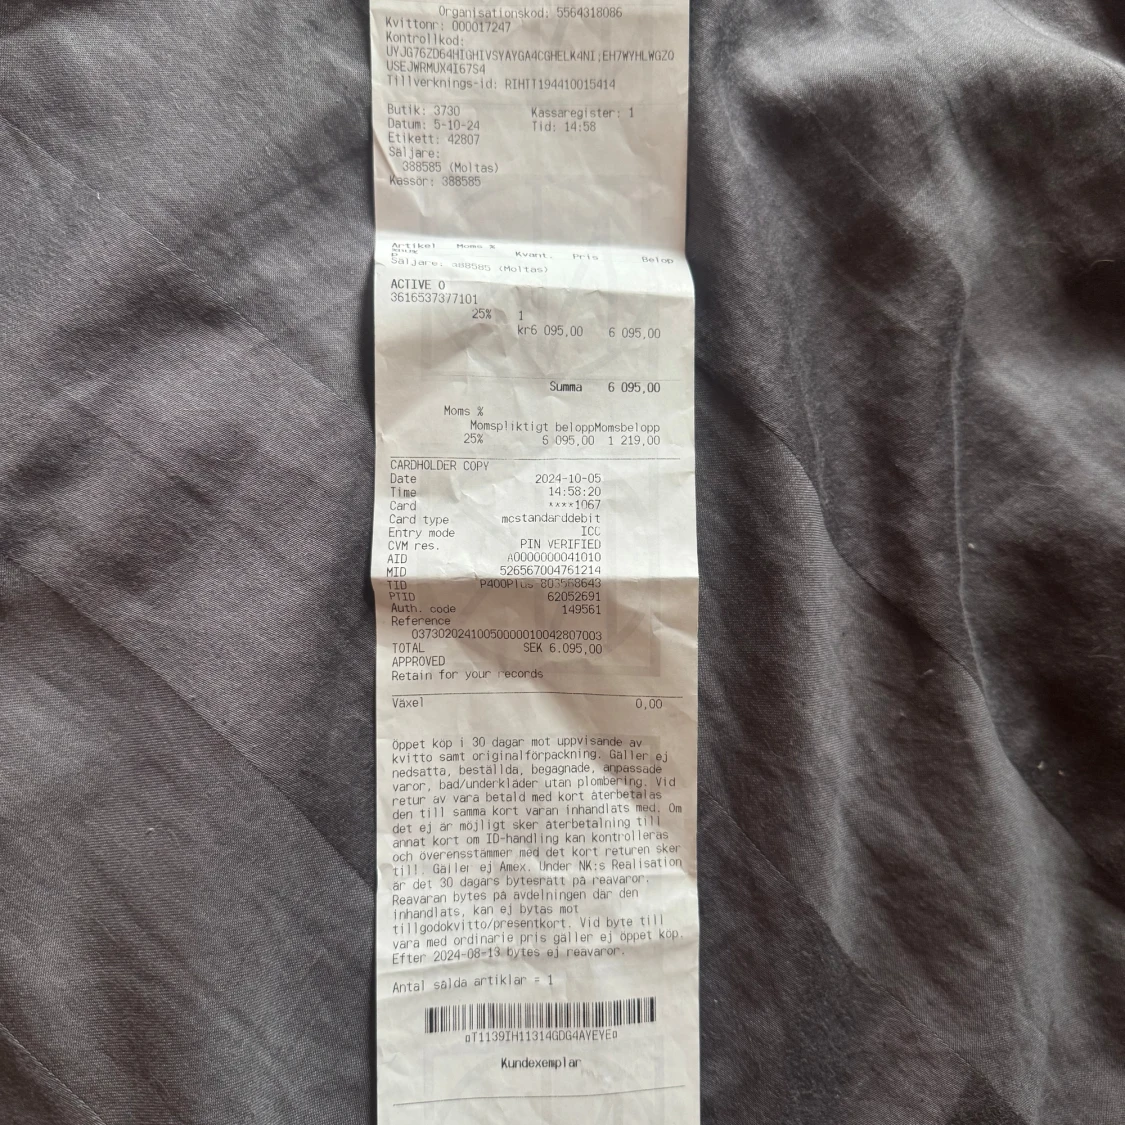 Organisationskod: 5564318086
Kvittonr: 000017247
Kontrollkod:
UYJG76ZD64HIGHIVSYAYGA4CGHELK4NI;EH7WYHLWGZO
USEJWRMUX4I67S4
Tillverknings-id: RIHTT194410015414
Butik: 3730 Kassaregister: 1
Datum: 5-10-24 Tid: 14:58
Etikett: 42807
Säljare:
388585 (Moltas)
Kassör: 388585
Artikel Moms %
Kvant. Pris Belop
p
Säljare: 388585 (Moltas)
ACTIVE O
3616537377101
25% 1
kr6 095,00 6 095,00
Summa 6 095,00
Moms %
Momspliktigt beloppMomsbelopp
25% 6 095,00 1 219,00
CARDHOLDER COPY
Date 2024-10-05
Time 14:58:20
Card ****1067
Card type mcstandarddebit
Entry mode ICC
CVM res. PIN VERIFIED
AID A0000000041010
MID 526567004761214
TID P400Plus 803568643
PTID 62052691
Auth. code 149561
Reference
0373020241005000001004280​7003
TOTAL SEK 6.095,00
APPROVED
Retain for your records
Växel 0,00
Öppet köp i 30 dagar mot uppvisande av
kvitto samt originalförpackning. Gäller ej
nedsatta, beställda, begagnade, anpassade
varor, bad/underkläder utan plombering. Vid
retur av vara betald med kort återbetalas
den till samma kort varan inhandlats med. Om
det ej är möjligt sker återbetalning till
annat kort om ID-handling kan kontrolleras
och överensstämmer med det kort returen sker
till. Gäller ej Amex. Under NK:s Realisation
är det 30 dagars bytesrätt på reavaror.
Reavaran bytes på avdelningen där den
inhandlats, kan ej bytas mot
tillgodokvitto/presentkort. Vid byte till
vara med ordinarie pris gäller ej öppet köp.
Efter 2024-08-13 bytes ej reavaror.
Antal sålda artiklar = 1
¤T1139IH11314GDG4AYEYE¤
Kundexemplar